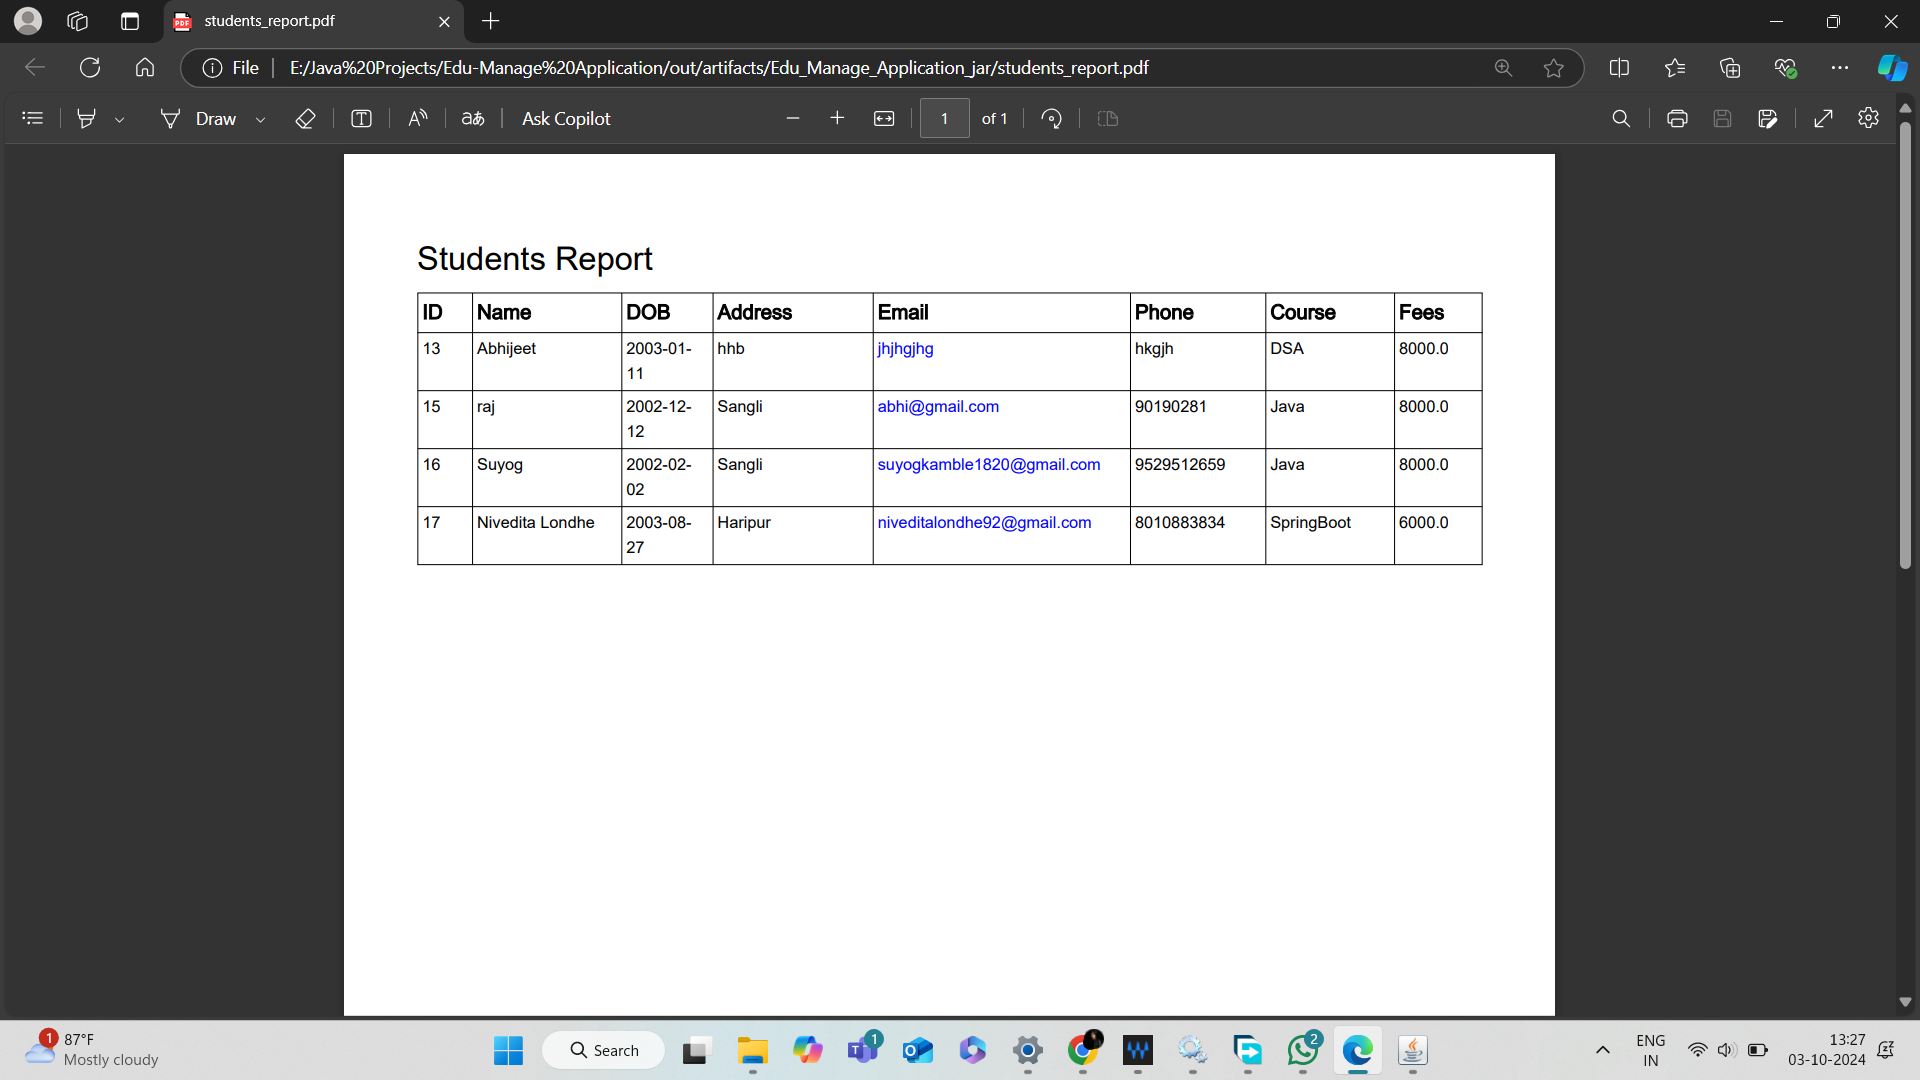 students_report.pdf
File
E:/Java%20Projects/Edu-Manage%20Application/out/artifacts/Edu_Manage_Application_jar/students_report.pdf
Draw
T
aあ
Ask Copilot
1 of 1
Students Report
ID Name DOB Address Email Phone Course Fees
13 Abhijeet 2003-01- hhb jhjhgjhg hkgjh DSA 8000.0
11
15 raj 2002-12- Sangli abhi@gmail.com 90190281 Java 8000.0
12
16 Suyog 2002-02- Sangli suyogkamble1820@gmail.com 9529512659 Java 8000.0
02
17 Nivedita Londhe 2003-08- Haripur niveditalondhe92@gmail.com 8010883834 SpringBoot 6000.0
27
1
87°F
Mostly cloudy
Search
1
2
ENG
IN
13:27
03-10-2024